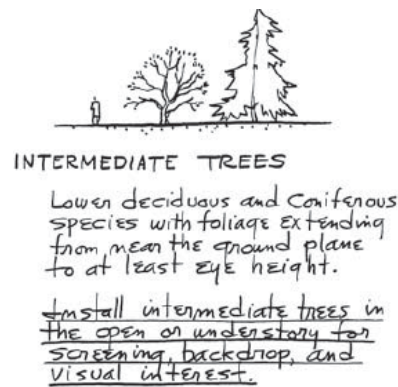 INTERMEDIATE TREES
Lower deciduous and Coniferous
species with foliage extending
from near the ground plane
to at least eye height.
Install intermediate trees in
the open or understory for
screening, backdrop, and
visual interest.